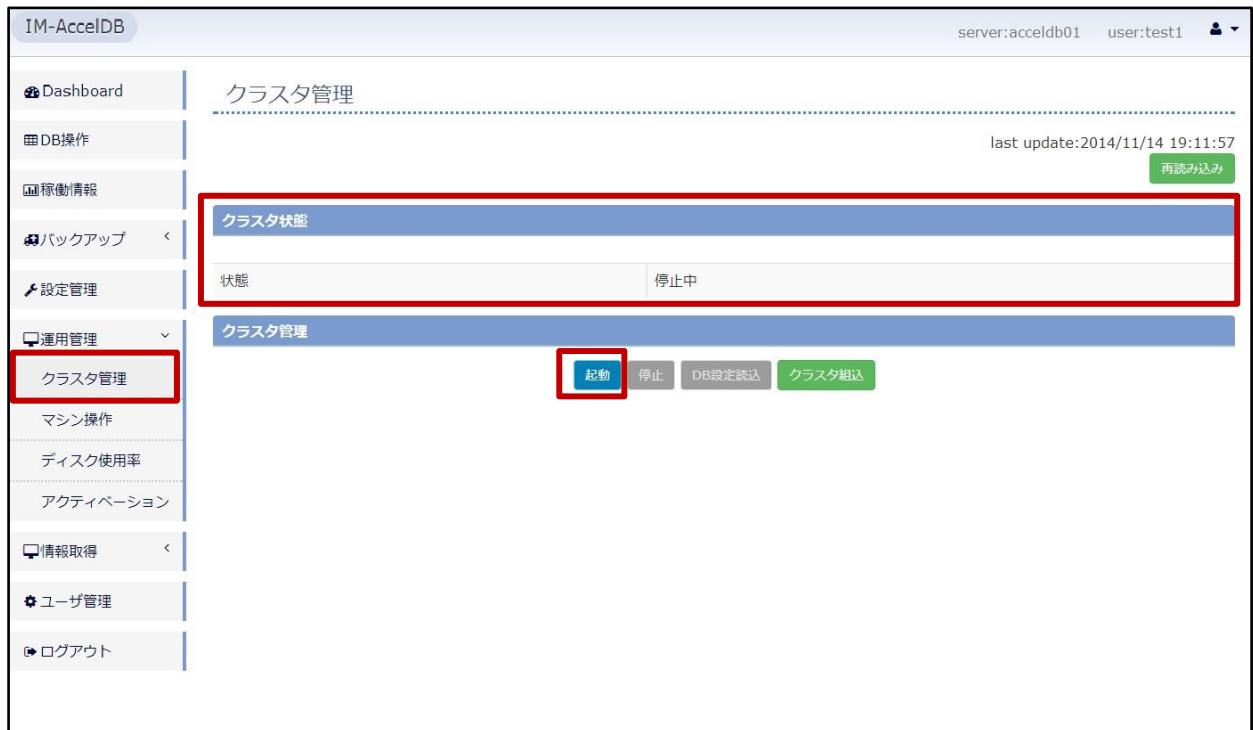 IM-AccelDB
server:acceldb01 user:test1
Dashboard
DB操作
稼働情報
バックアップ
設定管理
運用管理
クラスタ管理
マシン操作
ディスク使用率
アクティベーション
情報取得
ユーザ管理
ログアウト
クラスタ管理
last update:2014/11/14 19:11:57
再読み込み
クラスタ状態
状態 停止中
クラスタ管理
起動 停止 DB設定読込 クラスタ組込